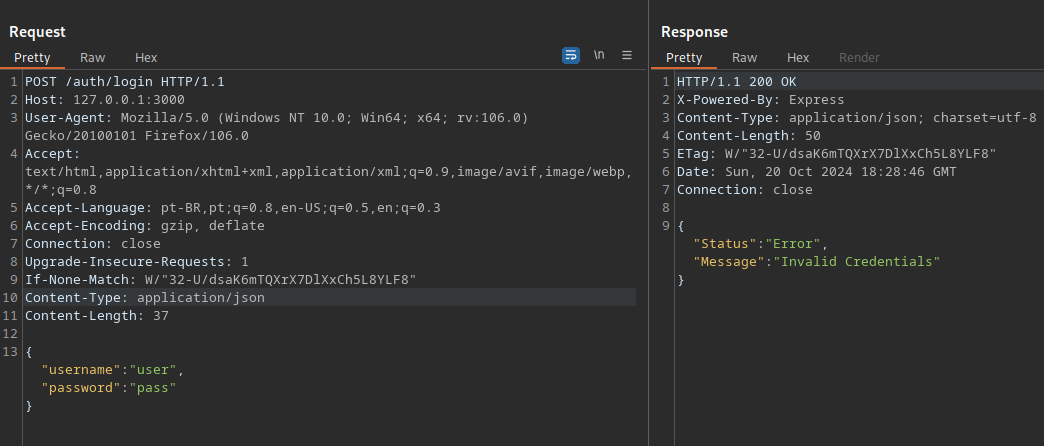 Request
Pretty Raw Hex
\n
1 POST /auth/login HTTP/1.1
2 Host: 127.0.0.1:3000
3 User-Agent: Mozilla/5.0 (Windows NT 10.0; Win64; x64; rv:106.0)
Gecko/20100101 Firefox/106.0
4 Accept:
text/html,application/xhtml+xml,application/xml;q=0.9,image/avif,image/webp,
*/*;q=0.8
5 Accept-Language: pt-BR,pt;q=0.8,en-US;q=0.5,en;q=0.3
6 Accept-Encoding: gzip, deflate
7 Connection: close
8 Upgrade-Insecure-Requests: 1
9 If-None-Match: W/"32-U/dsaK6mTQXrX7DlXxCh5L8YLF8"
10 Content-Type: application/json
11 Content-Length: 37
12
13 {
"username":"user",
"password":"pass"
}
Response
Pretty Raw Hex Render
1 HTTP/1.1 200 OK
2 X-Powered-By: Express
3 Content-Type: application/json; charset=utf-8
4 Content-Length: 50
5 ETag: W/"32-U/dsaK6mTQXrX7DlXxCh5L8YLF8"
6 Date: Sun, 20 Oct 2024 18:28:46 GMT
7 Connection: close
8
9 {
"Status":"Error",
"Message":"Invalid Credentials"
}